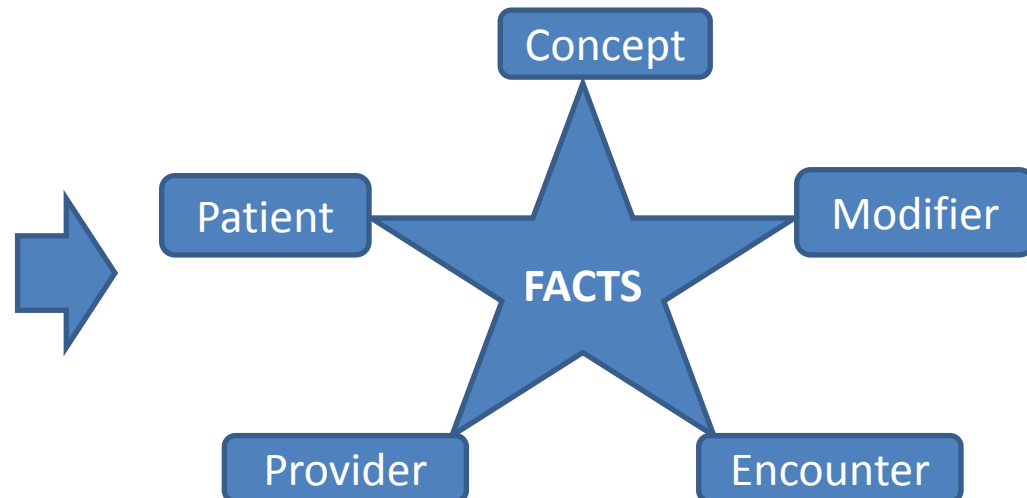 Concept
Patient
Modifier
FACTS
Provider
Encounter